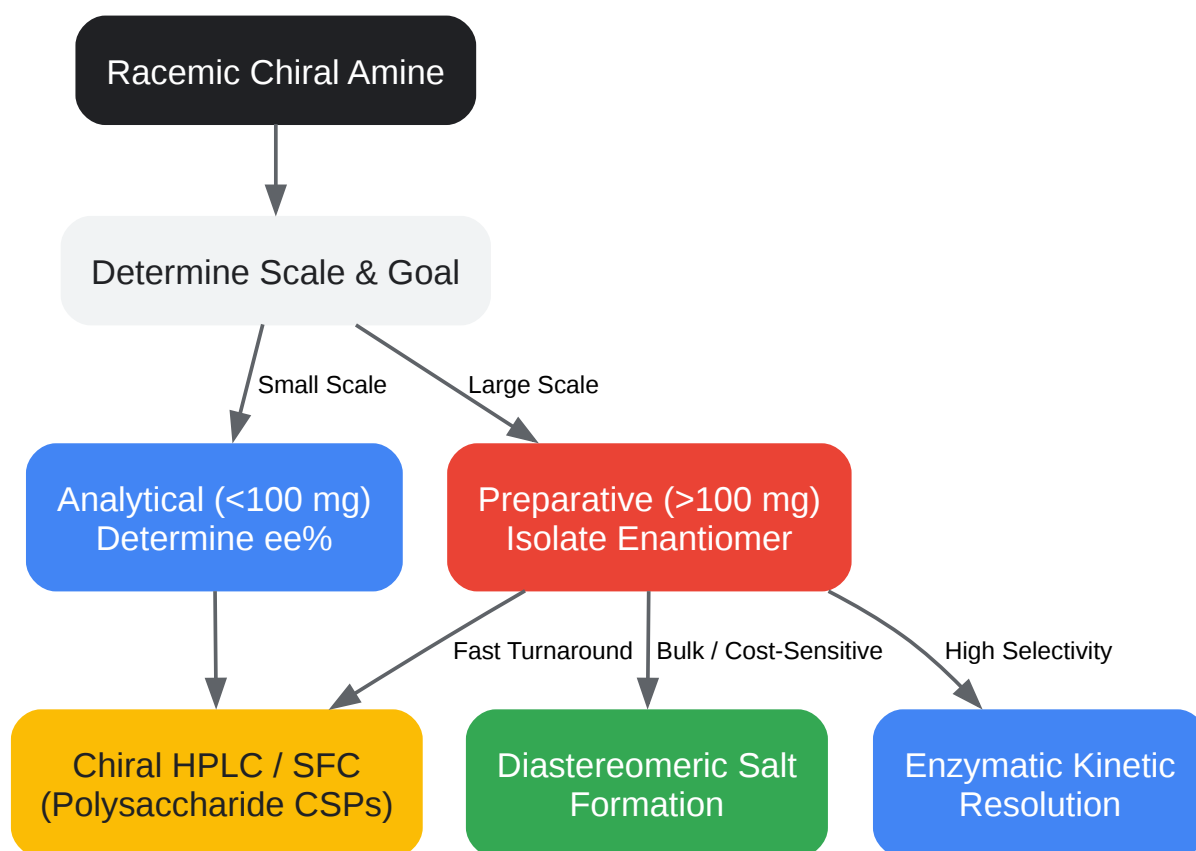 Racemic Chiral Amine
Determine Scale & Goal
Small Scale
Large Scale
Analytical (<100 mg)
Determine ee%
Preparative (>100 mg)
Isolate Enantiomer
Fast Turnaround
Bulk / Cost-Sensitive
High Selectivity
Chiral HPLC / SFC
(Polysaccharide CSPs)
Diastereomeric Salt
Formation
Enzymatic Kinetic
Resolution